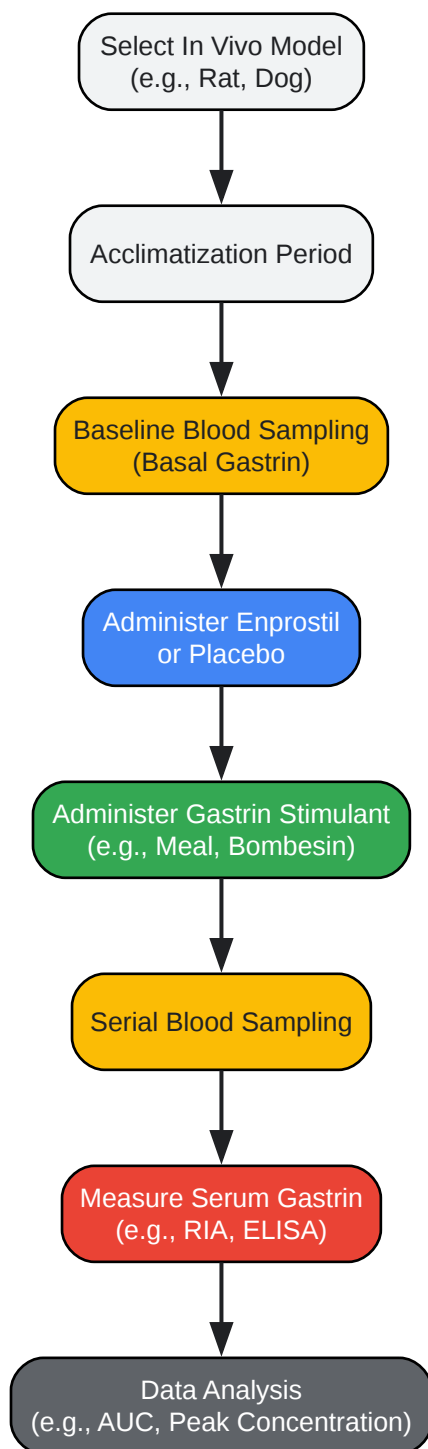 Select In Vivo Model
(e.g., Rat, Dog)
Acclimatization Period
Baseline Blood Sampling
(Basal Gastrin)
Administer Enprostil
or Placebo
Administer Gastrin Stimulant
(e.g., Meal, Bombesin)
Serial Blood Sampling
Measure Serum Gastrin
(e.g., RIA, ELISA)
Data Analysis
(e.g., AUC, Peak Concentration)